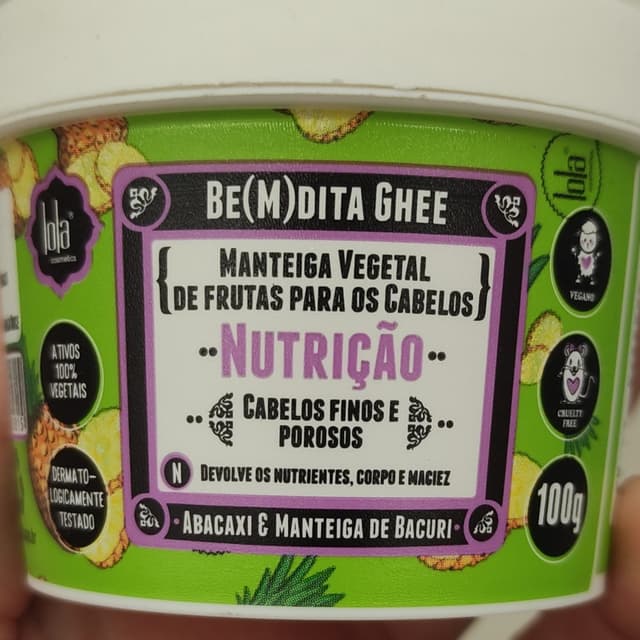 BE(M)DITA GHEE
MANTEIGA VEGETAL
DE FRUTAS PARA OS CABELOS
NUTRIÇÃO
CABELOS FINOS E
POROSOS
N DEVOLVE OS NUTRIENTES, CORPO E MACIEZ
ABACAXI & MANTEIGA DE BACURI
lola
cosmetics
ATIVOS
100%
VEGETAIS
DERMATO-
LOGICAMENTE
TESTADO
lola
VEGANO
CRUELTY
FREE
100g